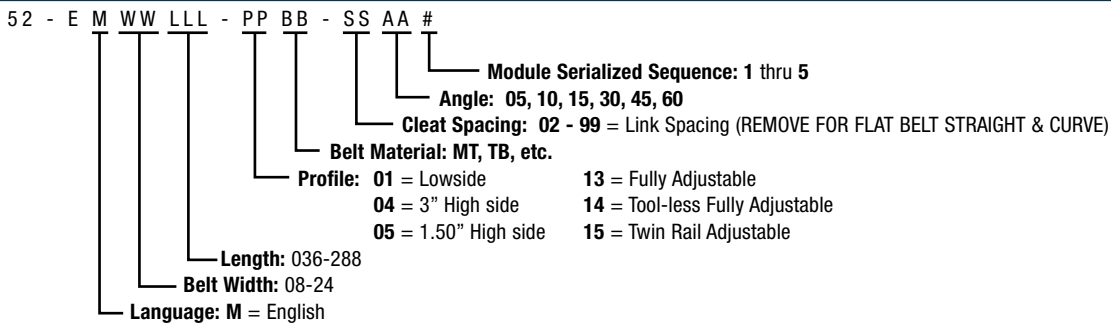 52 - E M WW LLL - PP BB - SS AA #
Module Serialized Sequence: 1 thru 5
Angle: 05, 10, 15, 30, 45, 60
Cleat Spacing: 02 - 99 = Link Spacing (REMOVE FOR FLAT BELT STRAIGHT & CURVE)
Belt Material: MT, TB, etc.
Profile: 01 = Lowside 13 = Fully Adjustable
04 = 3” High side 14 = Tool-less Fully Adjustable
05 = 1.50” High side 15 = Twin Rail Adjustable
Length: 036-288
Belt Width: 08-24
Language: M = English